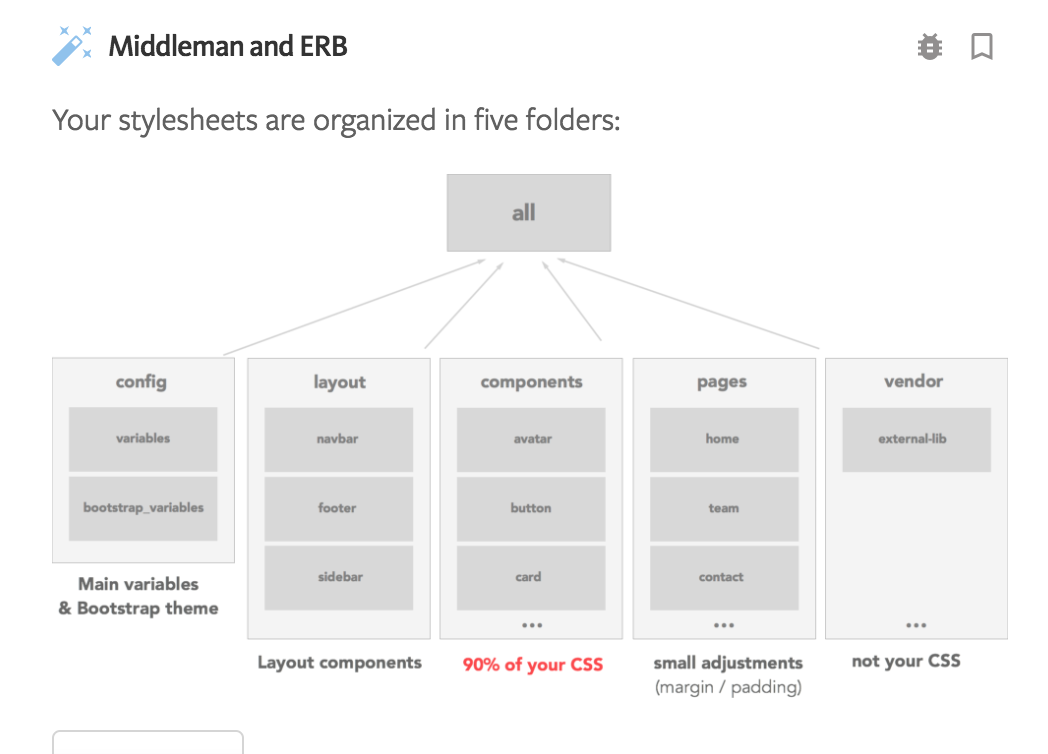 Middleman and ERB
Your stylesheets are organized in five folders:
all
config
variables
bootstrap_variables
Main variables
& Bootstrap theme
layout
navbar
footer
sidebar
Layout components
components
avatar
button
card
...
90% of your CSS
pages
home
team
contact
...
small adjustments
(margin / padding)
vendor
external-lib
...
not your CSS